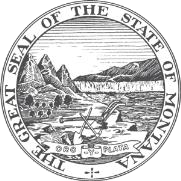 THE GREAT SEAL OF THE STATE OF MONTANA
ORO Y PLATA